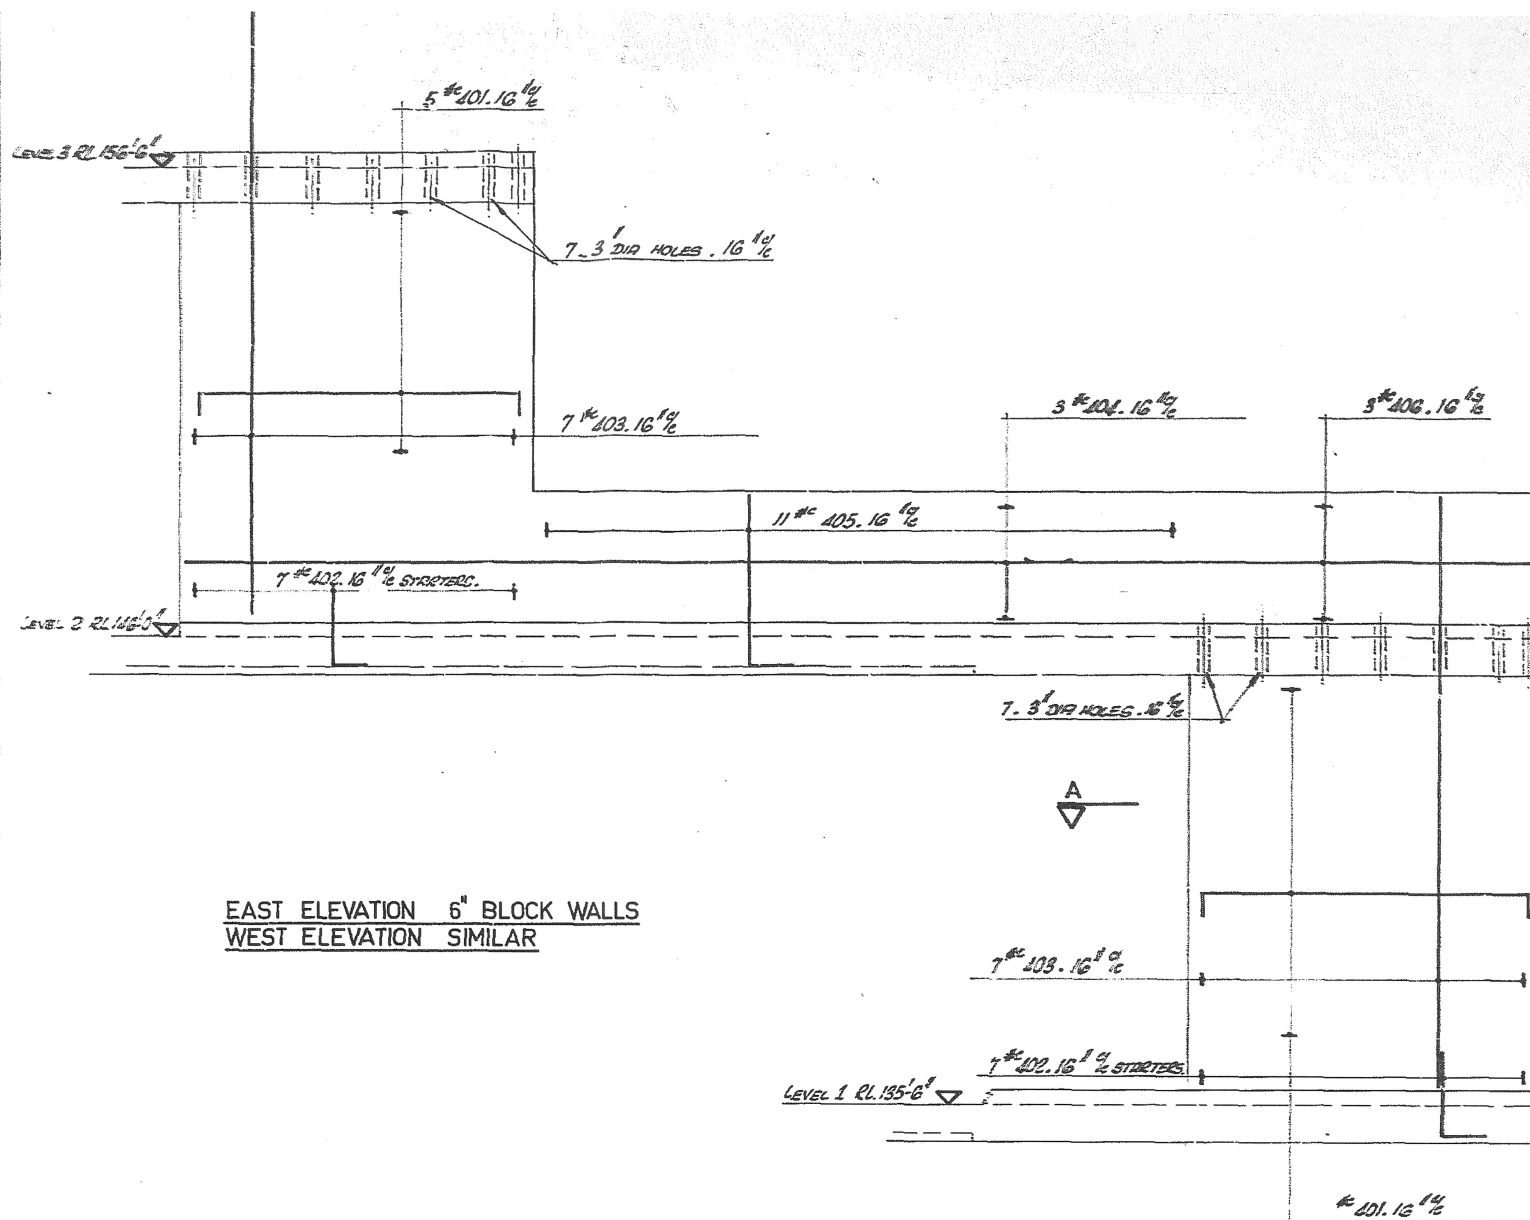 5 #c 401.16" c/c
LEVEL 3 RL 156'-6"
7-3" DIA HOLES . 16" c/c
7 #c 403.16" c/c
3 #c 404.16" c/c
3 #c 406.16" c/c
11 #c 405.16" c/c
7 #c 402.16" c/c STARTERS.
LEVEL 2 RL 146'-0"
7-3" DIA HOLES .16" c/c
A
EAST ELEVATION 6" BLOCK WALLS
WEST ELEVATION SIMILAR
7 #c 403.16" c/c
7 #c 402.16" c/c STARTERS
LEVEL 1 RL.135-6"
#c 401.16" c/c